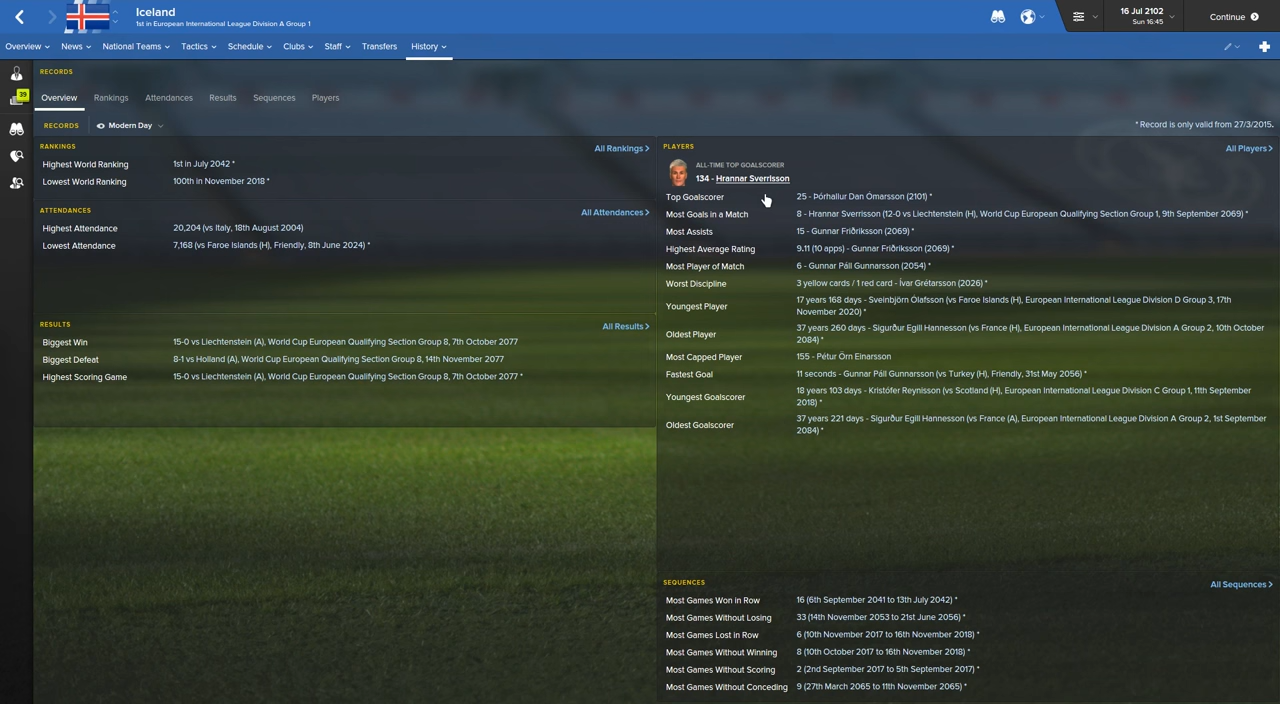 Iceland
1st in European International League Division A Group 1
16 Jul 2102
Sun 16:45
Continue
Overview News National Teams Tactics Schedule Clubs Staff Transfers History
39
RECORDS
Overview Rankings Attendances Results Sequences Players
RECORDS Modern Day
* Record is only valid from 27/3/2015.
RANKINGS
All Rankings >
Highest World Ranking 1st in July 2042 *
Lowest World Ranking 100th in November 2018 *
ATTENDANCES
All Attendances >
Highest Attendance 20,204 (vs Italy, 18th August 2004)
Lowest Attendance 7,168 (vs Faroe Islands (H), Friendly, 8th June 2024) *
RESULTS
All Results >
Biggest Win 15-0 vs Liechtenstein (A), World Cup European Qualifying Section Group 8, 7th October 2077
Biggest Defeat 8-1 vs Holland (A), World Cup European Qualifying Section Group 8, 14th November 2077
Highest Scoring Game 15-0 vs Liechtenstein (A), World Cup European Qualifying Section Group 8, 7th October 2077 *
PLAYERS
All Players >
ALL-TIME TOP GOALSCORER
134 - Hrannar Sverrisson
Top Goalscorer 25 - Þórhallur Dan Ómarsson (2101) *
Most Goals in a Match 8 - Hrannar Sverrisson (12-0 vs Liechtenstein (H), World Cup European Qualifying Section Group 1, 9th September 2069) *
Most Assists 15 - Gunnar Friðriksson (2069) *
Highest Average Rating 9.11 (10 apps) - Gunnar Friðriksson (2069) *
Most Player of Match 6 - Gunnar Páll Gunnarsson (2054) *
Worst Discipline 3 yellow cards / 1 red card - Ívar Grétarsson (2026) *
Youngest Player 17 years 168 days - Sveinbjörn Ólafsson (vs Faroe Islands (H), European International League Division D Group 3, 17th
November 2020) *
Oldest Player 37 years 260 days - Sigurður Egill Hannesson (vs France (H), European International League Division A Group 2, 10th October
2084) *
Most Capped Player 155 - Pétur Örn Einarsson
Fastest Goal 11 seconds - Gunnar Páll Gunnarsson (vs Turkey (H), Friendly, 31st May 2056) *
Youngest Goalscorer 18 years 103 days - Kristófer Reynisson (vs Scotland (H), European International League Division C Group 1, 11th September
2018) *
Oldest Goalscorer 37 years 221 days - Sigurður Egill Hannesson (vs France (A), European International League Division A Group 2, 1st September
2084) *
SEQUENCES
All Sequences >
Most Games Won in Row 16 (6th September 2041 to 13th July 2042) *
Most Games Without Losing 33 (14th November 2053 to 21st June 2056) *
Most Games Lost in Row 6 (10th November 2017 to 16th November 2018) *
Most Games Without Winning 8 (10th October 2017 to 16th November 2018) *
Most Games Without Scoring 2 (2nd September 2017 to 5th September 2017) *
Most Games Without Conceding 9 (27th March 2065 to 11th November 2065) *